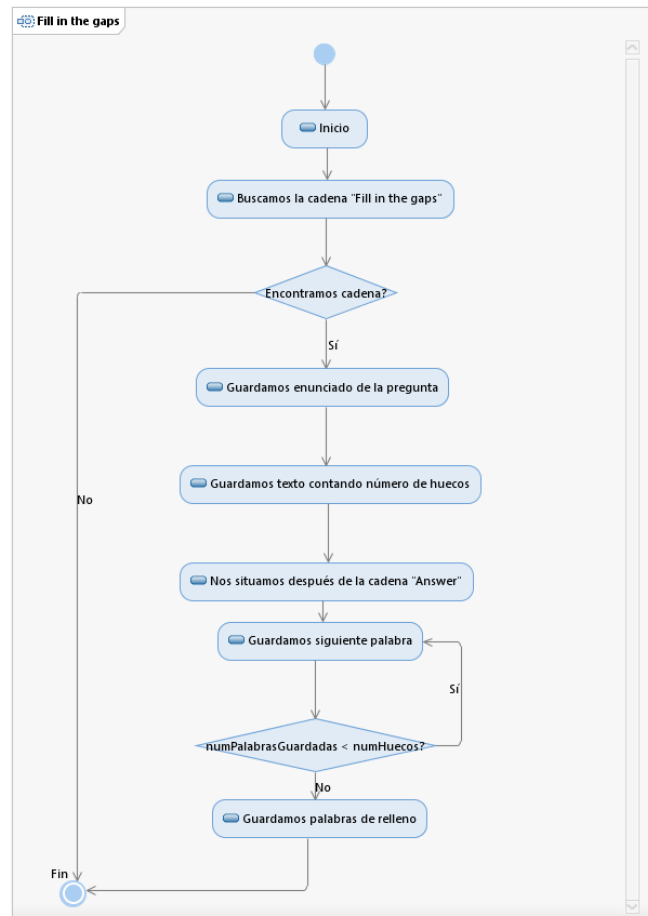 Fill in the gaps
Inicio
Buscamos la cadena "Fill in the gaps"
Encontramos cadena?
Sí
Guardamos enunciado de la pregunta
Guardamos texto contando número de huecos
No
Nos situamos después de la cadena "Answer"
Guardamos siguiente palabra
Sí
numPalabrasGuardadas < numHuecos?
No
Guardamos palabras de relleno
Fin